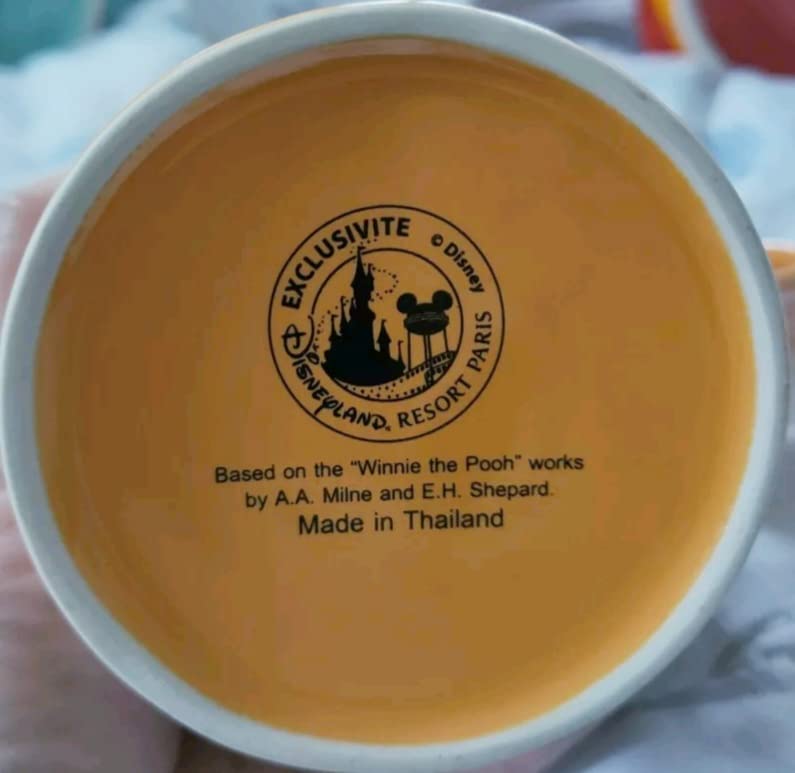 EXCLUSIVITE
© Disney
DISNEYLAND® RESORT PARIS
Based on the "Winnie the Pooh" works
by A.A. Milne and E.H. Shepard.
Made in Thailand